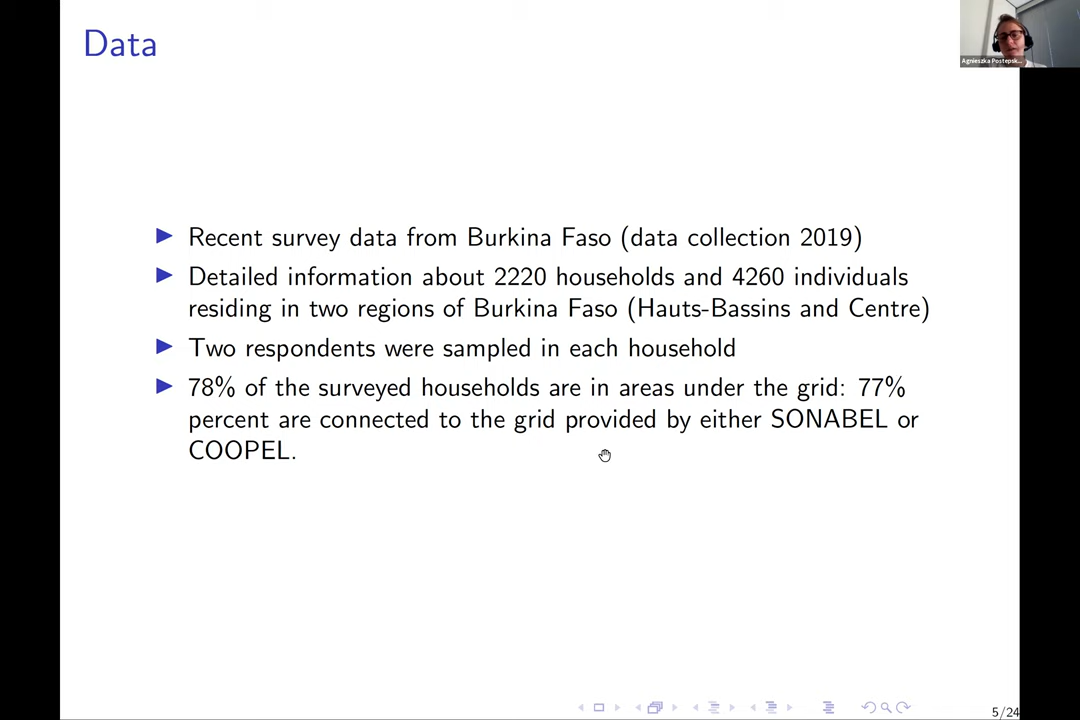 Data
Agnieszka Postepsk...
▶ Recent survey data from Burkina Faso (data collection 2019)
▶ Detailed information about 2220 households and 4260 individuals
residing in two regions of Burkina Faso (Hauts-Bassins and Centre)
▶ Two respondents were sampled in each household
▶ 78% of the surveyed households are in areas under the grid: 77%
percent are connected to the grid provided by either SONABEL or
COOPEL.
5/24